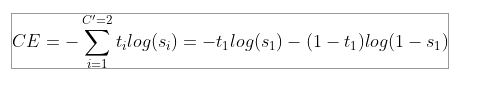 $CE = -\sum_{i=1}^{C'=2} t_i log(s_i) = -t_1 log(s_1) - (1 - t_1) log(1 - s_1)$